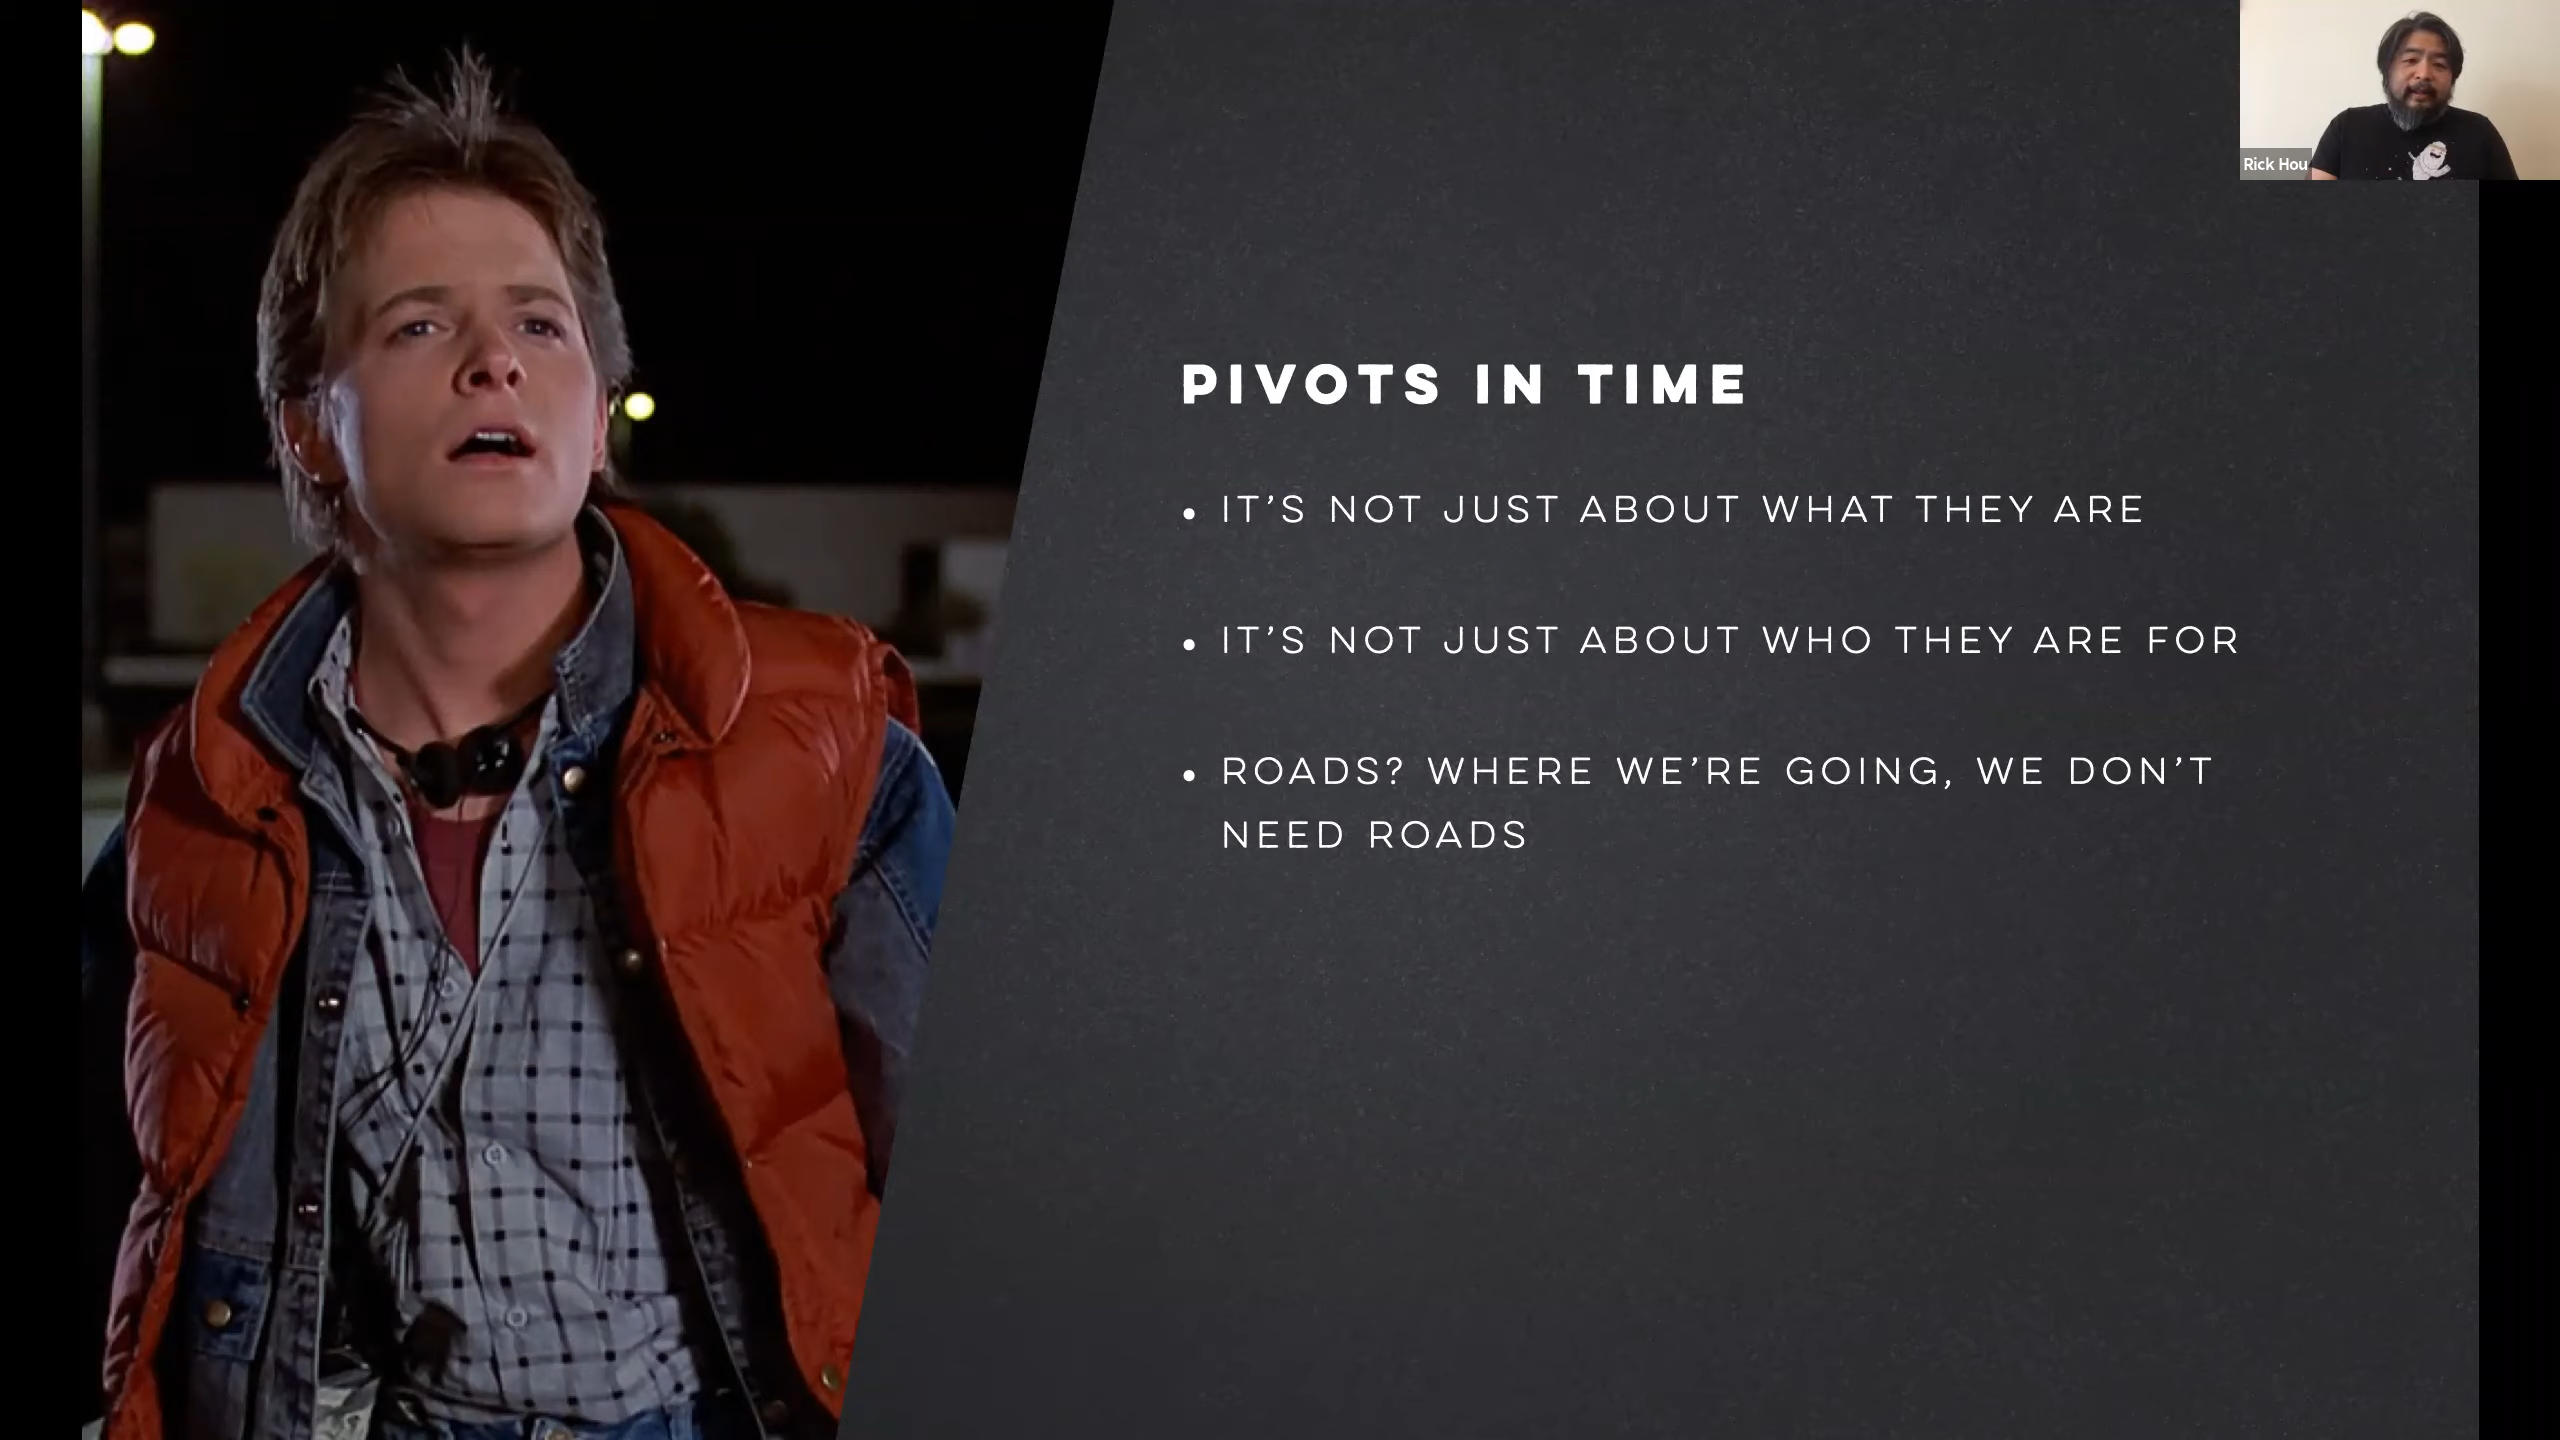 PIVOTS IN TIME
• IT’S NOT JUST ABOUT WHAT THEY ARE
• IT’S NOT JUST ABOUT WHO THEY ARE FOR
• ROADS? WHERE WE’RE GOING, WE DON’T
NEED ROADS
Rick Hou